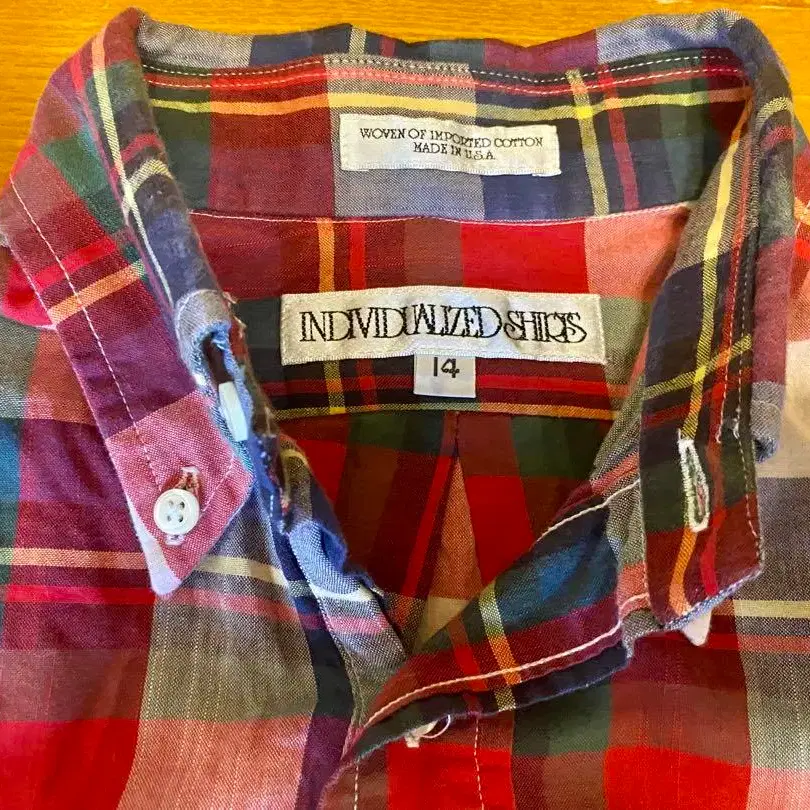 WOVEN OF IMPORTED COTTON
MADE IN U.S.A.
INDIVIDUALIZED SHIRTS
14